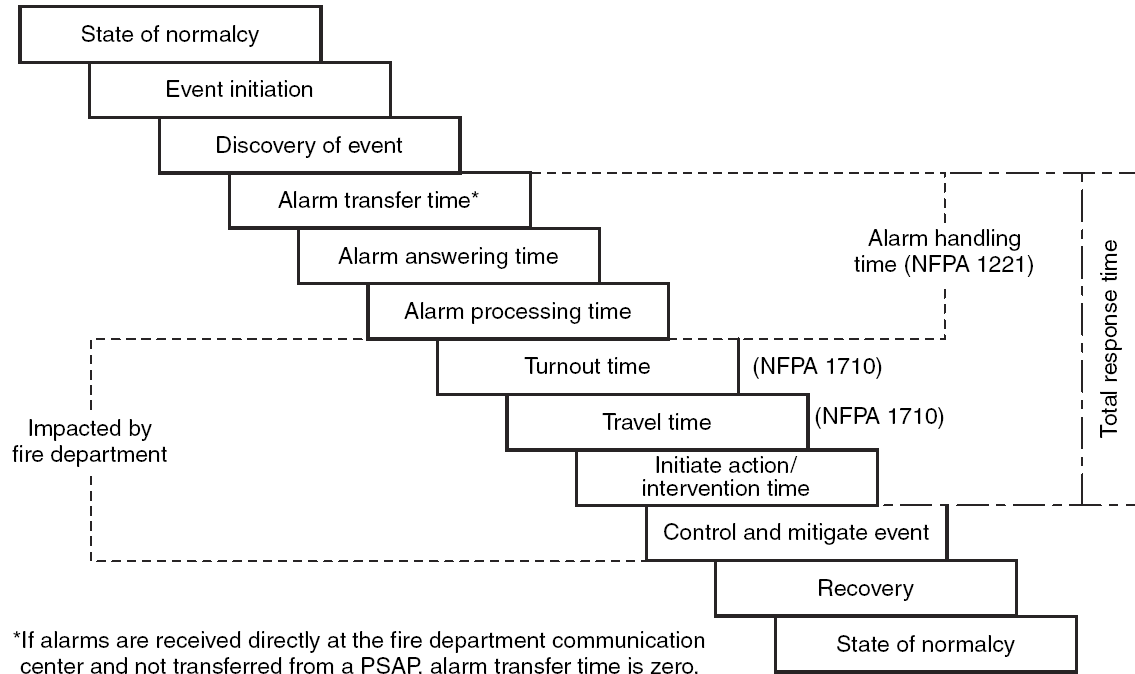 State of normalcy
Event initiation
Discovery of event
Alarm transfer time*
Alarm answering time
Alarm handling
time (NFPA 1221)
Alarm processing time
Total response time
Turnout time
(NFPA 1710)
Travel time
(NFPA 1710)
Impacted by
fire department
Initiate action/
intervention time
Control and mitigate event
Recovery
State of normalcy
*If alarms are received directly at the fire department communication
center and not transferred from a PSAP, alarm transfer time is zero.